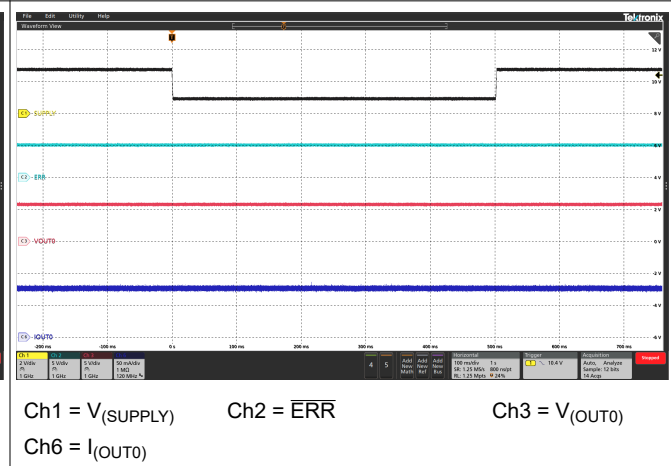 File Edit Utility Help
Tektronix
Waveform View
12 V
10 V
C1 SUPPLY
8 V
6 V
C2 ERR
4 V
2 V
C3 VOUT0
0 V
-2 V
-4 V
C6 IOUT0
-6 V
-200 ms -100 ms 0 s 100 ms 200 ms 300 ms 400 ms 500 ms 600 ms 700 ms
Ch 1
2 V/div
1 GHz
Ch 2
5 V/div
1 GHz
Ch 3
5 V/div
1 GHz
50 mA/div
1 MΩ
120 MHz
4
5
Add New Math
Add New Ref
Add New Bus
Horizontal
100 ms/div 1 s
SR: 1.25 MS/s 800 ns/pt
RL: 1.25 Mpts 24%
Trigger
10.4 V
Acquisition
Auto, Analyze
Sample: 12 bits
14 Acqs
Stopped
Ch1 = V(SUPPLY) Ch2 = ERR Ch3 = V(OUT0)
Ch6 = I(OUT0)